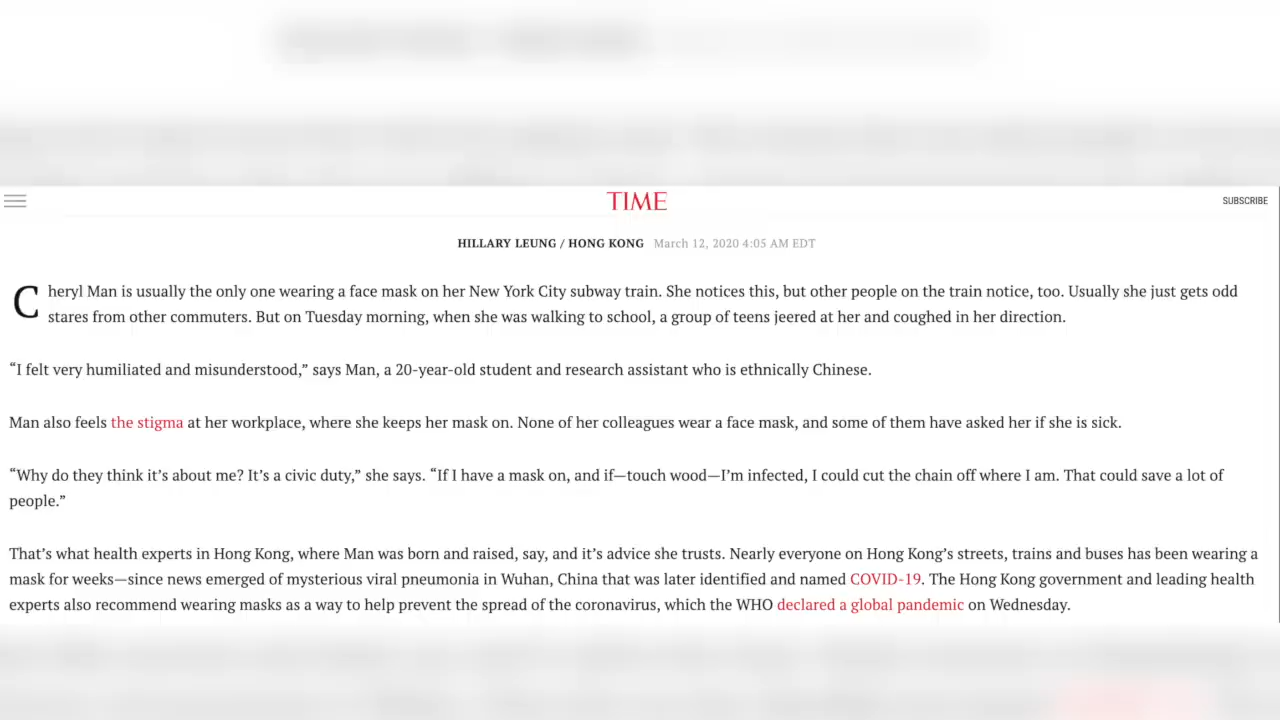 TIME
SUBSCRIBE
HILLARY LEUNG / HONG KONG March 12, 2020 4:05 AM EDT
Cheryl Man is usually the only one wearing a face mask on her New York City subway train. She notices this, but other people on the train notice, too. Usually she just gets odd
stares from other commuters. But on Tuesday morning, when she was walking to school, a group of teens jeered at her and coughed in her direction.
“I felt very humiliated and misunderstood,” says Man, a 20-year-old student and research assistant who is ethnically Chinese.
Man also feels the stigma at her workplace, where she keeps her mask on. None of her colleagues wear a face mask, and some of them have asked her if she is sick.
“Why do they think it’s about me? It’s a civic duty,” she says. “If I have a mask on, and if—touch wood—I’m infected, I could cut the chain off where I am. That could save a lot of
people.”
That’s what health experts in Hong Kong, where Man was born and raised, say, and it’s advice she trusts. Nearly everyone on Hong Kong’s streets, trains and buses has been wearing a
mask for weeks—since news emerged of mysterious viral pneumonia in Wuhan, China that was later identified and named COVID-19. The Hong Kong government and leading health
experts also recommend wearing masks as a way to help prevent the spread of the coronavirus, which the WHO declared a global pandemic on Wednesday.